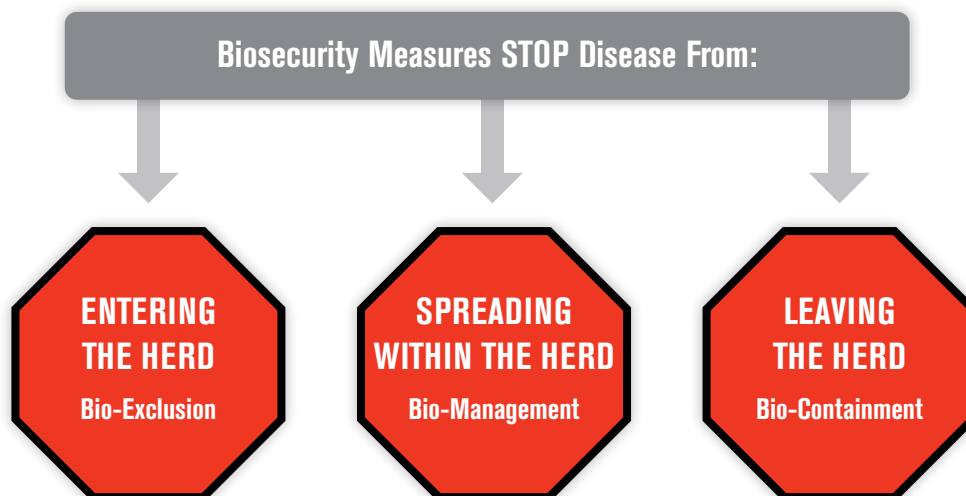 Biosecurity Measures STOP Disease From:
ENTERING
THE HERD
Bio-Exclusion
SPREADING
WITHIN THE HERD
Bio-Management
LEAVING
THE HERD
Bio-Containment